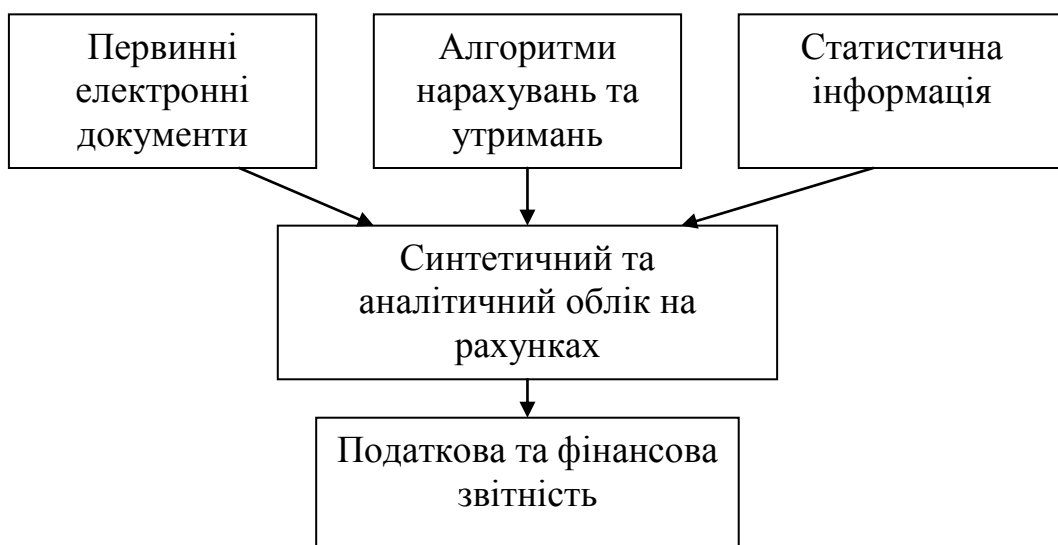 Первинні
електронні
документи
Алгоритми
нарахувань та
утримань
Статистична
інформація
Синтетичний та
аналітичний облік на
рахунках
Податкова та фінансова
звітність